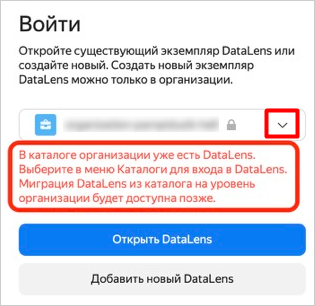 Войти
Откройте существующий экземпляр DataLens или
создайте новый. Создать новый экземпляр
DataLens можно только в организации.
В каталоге организации уже есть DataLens.
Выберите в меню Каталоги для входа в DataLens.
Миграция DataLens из каталога на уровень
организации будет доступна позже.
Открыть DataLens
Добавить новый DataLens